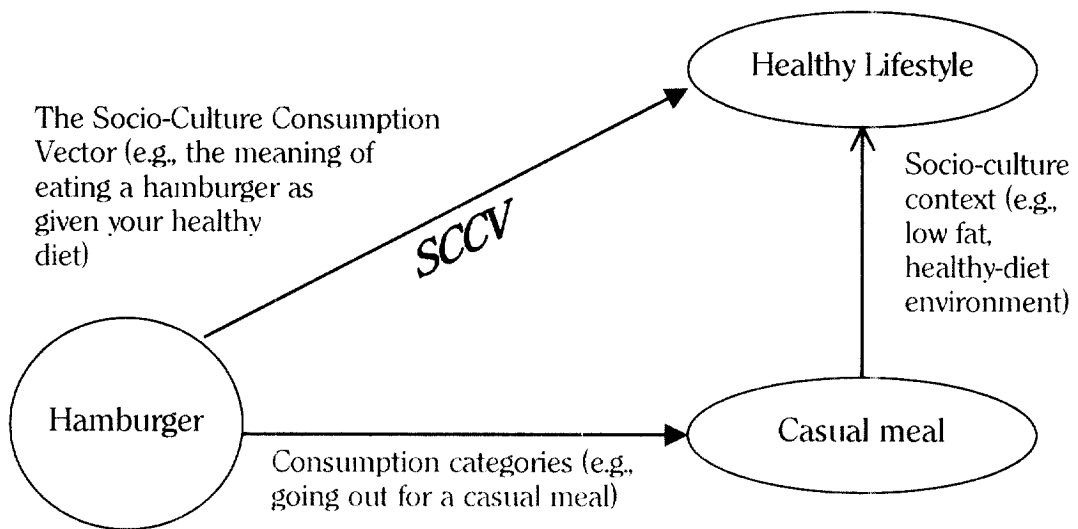 Healthy Lifestyle
The Socio-Culture Consumption
Vector (e.g., the meaning of
eating a hamburger as
given your healthy
diet)
SCCV
Socio-culture
context (e.g.,
low fat,
healthy-diet
environment)
Hamburger
Casual meal
Consumption categories (e.g.,
going out for a casual meal)